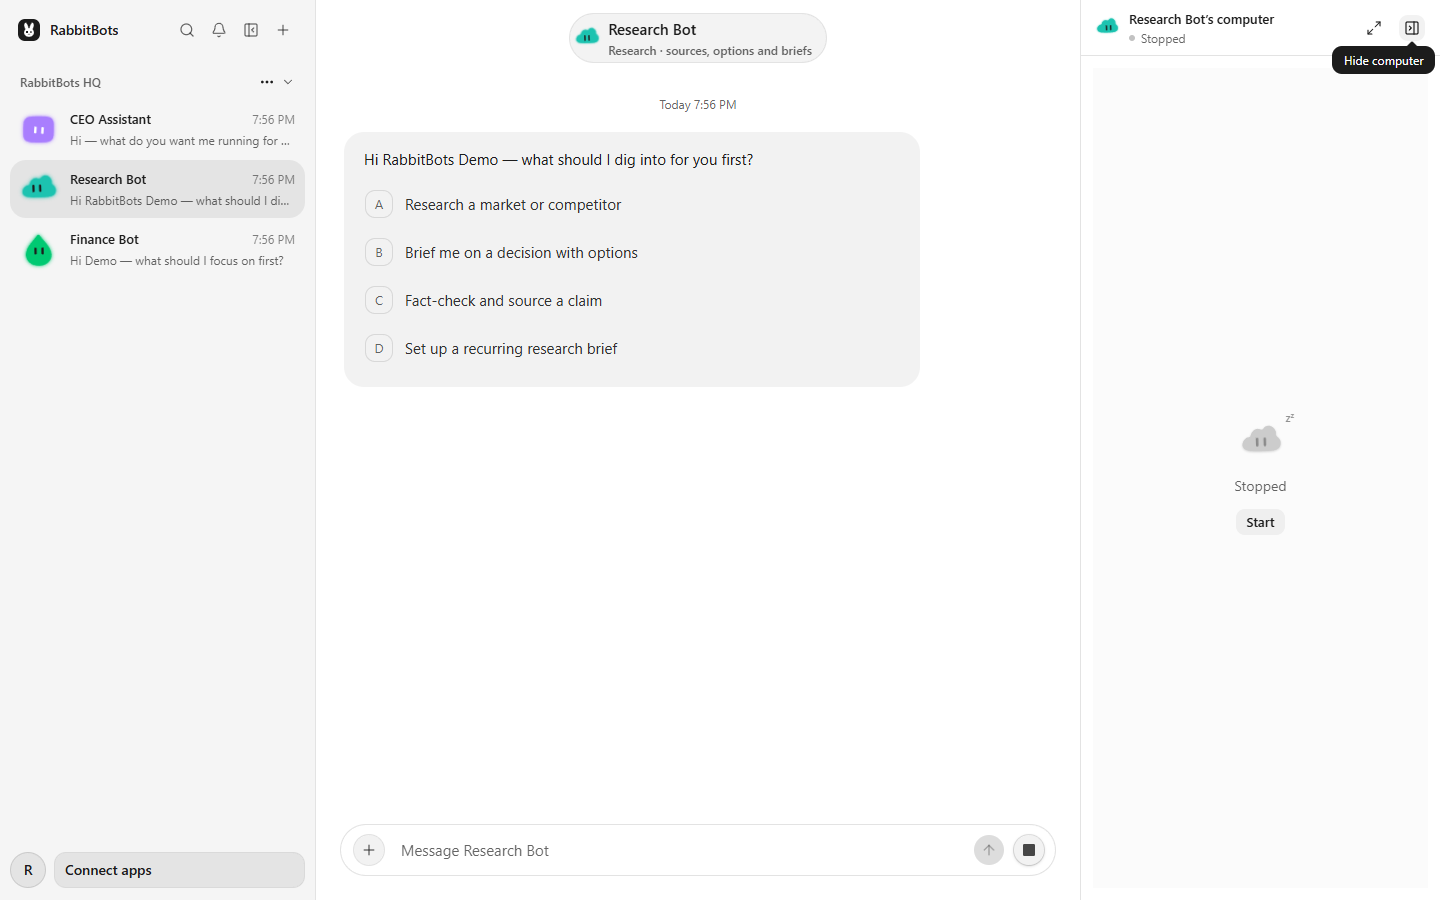 RabbitBots
RabbitBots HQ
CEO Assistant 7:56 PM
Hi — what do you want me running for ...
Research Bot 7:56 PM
Hi RabbitBots Demo — what should I di...
Finance Bot 7:56 PM
Hi Demo — what should I focus on first?
R
Connect apps
Research Bot
Research · sources, options and briefs
Today 7:56 PM
Hi RabbitBots Demo — what should I dig into for you first?
A Research a market or competitor
B Brief me on a decision with options
C Fact-check and source a claim
D Set up a recurring research brief
Message Research Bot
Research Bot’s computer
Stopped
Hide computer
zz
Stopped
Start